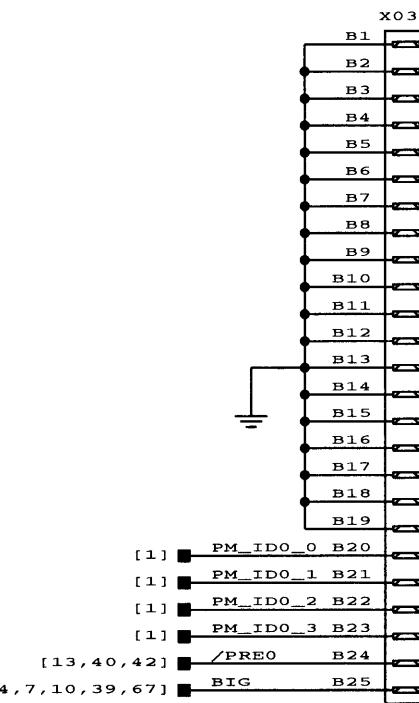 X03
B1
B2
B3
B4
B5
B6
B7
B8
B9
B10
B11
B12
B13
B14
B15
B16
B17
B18
B19
[1] PM_ID0_0 B20
[1] PM_ID0_1 B21
[1] PM_ID0_2 B22
[1] PM_ID0_3 B23
[13,40,42] /PRE0 B24
4,7,10,39,67] BIG B25